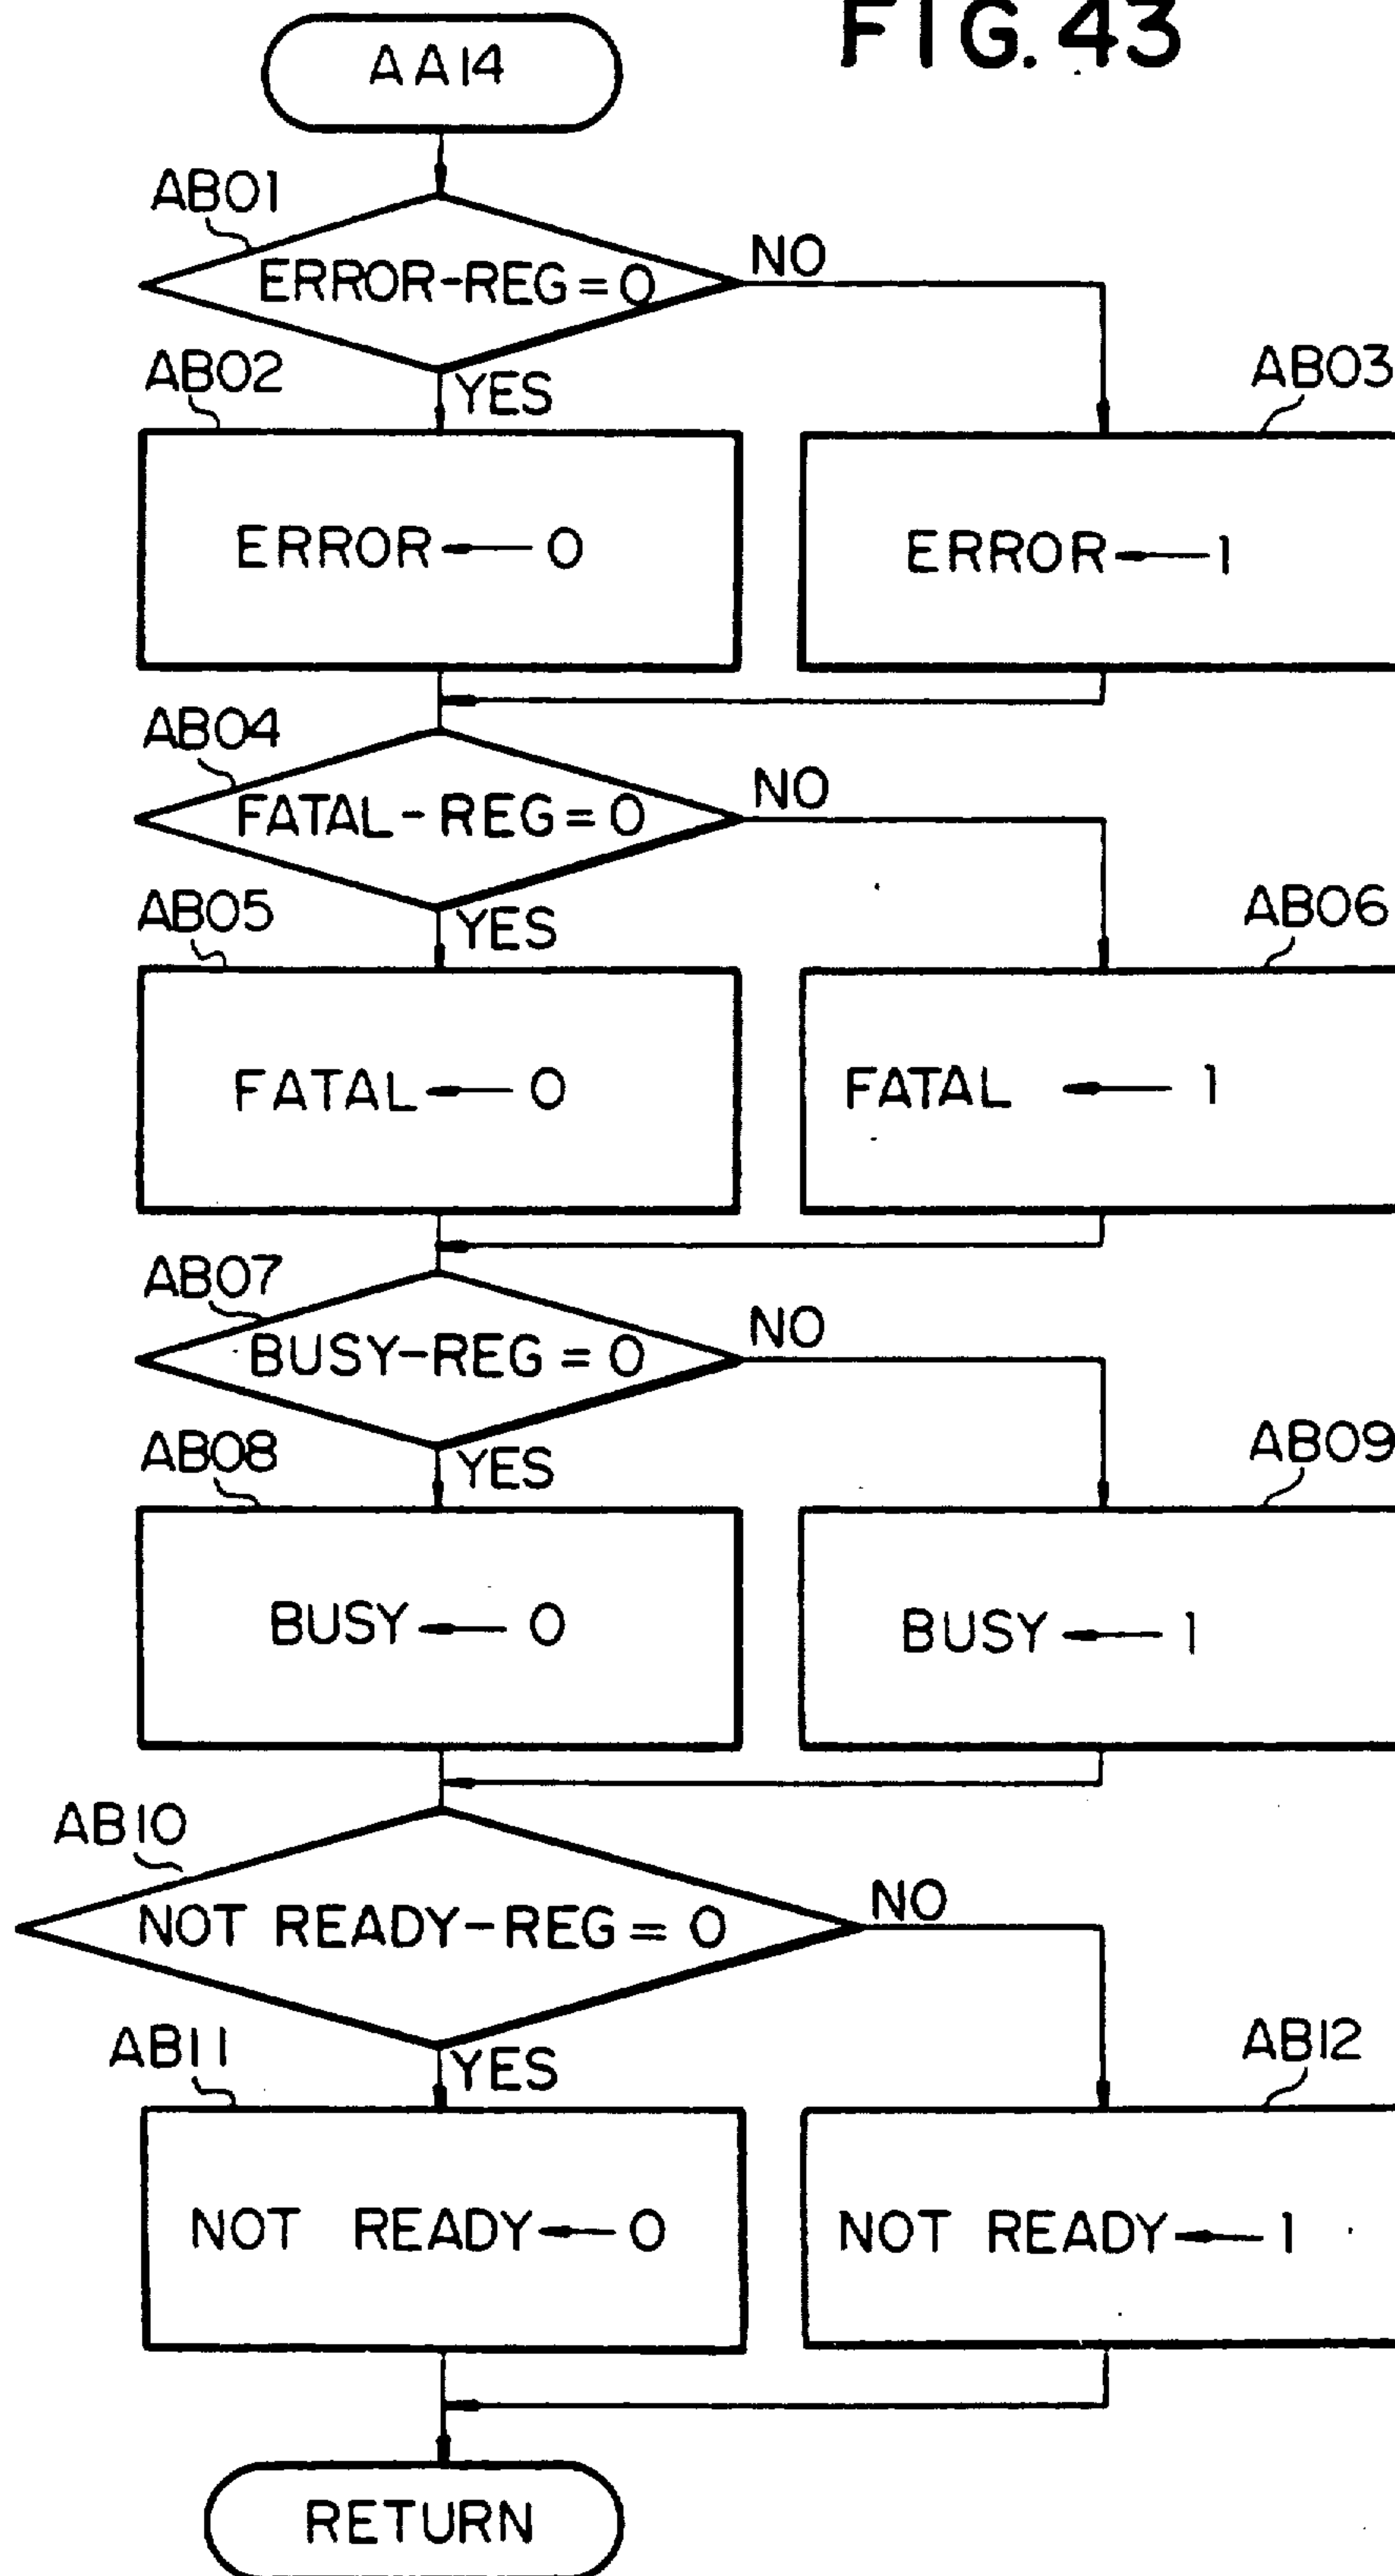 FIG. 43
AA14
AB01
ERROR-REG = 0
NO
YES
AB02
ERROR ← 0
AB03
ERROR ← 1
AB04
FATAL-REG = 0
NO
YES
AB05
FATAL ← 0
AB06
FATAL ← 1
AB07
BUSY-REG = 0
NO
YES
AB08
BUSY ← 0
AB09
BUSY ← 1
AB10
NOT READY-REG = 0
NO
YES
AB11
NOT READY ← 0
AB12
NOT READY ← 1
RETURN